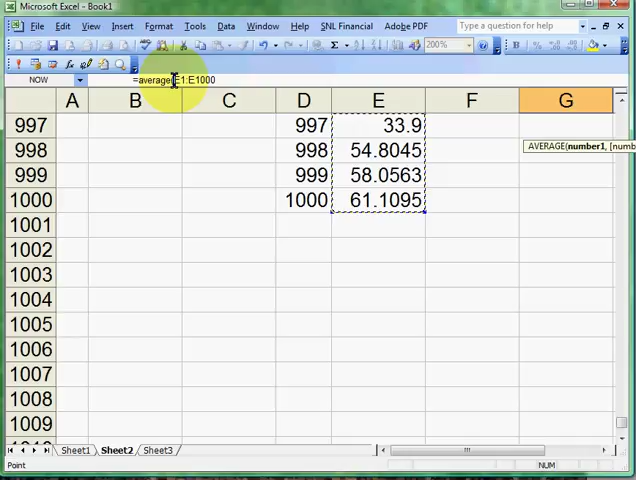 Microsoft Excel - Book1
File Edit View Insert Format Tools Data Window Help SNL Financial Adobe PDF Type a question for help
200% B
NOW =average(E1:E1000
A B C D E F G
997 997 33.9
AVERAGE(number1, [numb
998 998 54.8045
999 999 58.0563
1000 1000 61.1095
1001
1002
1003
1004
1005
1006
1007
1008
1009
Sheet1 Sheet2 Sheet3
Point NUM